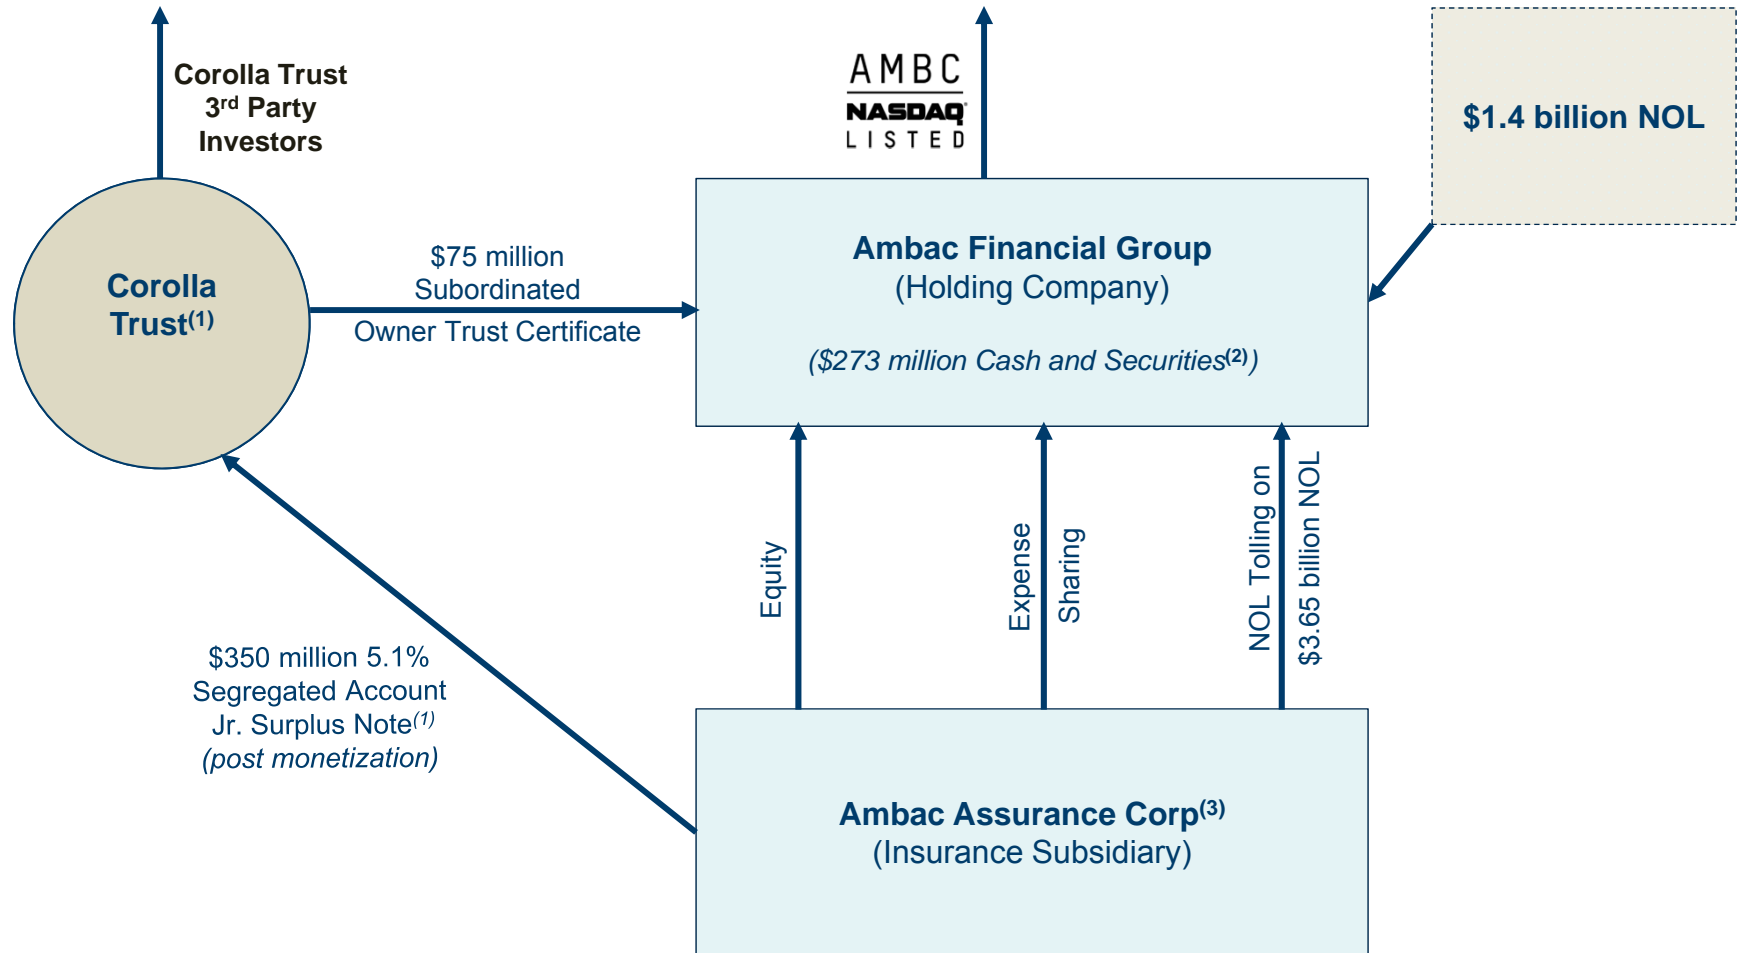 Corolla Trust
3rd Party
Investors
AMBC
NASDAQ
LISTED
$1.4 billion NOL
Corolla
Trust(1)
$75 million
Subordinated
Owner Trust Certificate
Ambac Financial Group
(Holding Company)
($273 million Cash and Securities(2))
Equity
Expense
Sharing
NOL Tolling on
$3.65 billion NOL
$350 million 5.1%
Segregated Account
Jr. Surplus Note(1)
(post monetization)
Ambac Assurance Corp(3)
(Insurance Subsidiary)